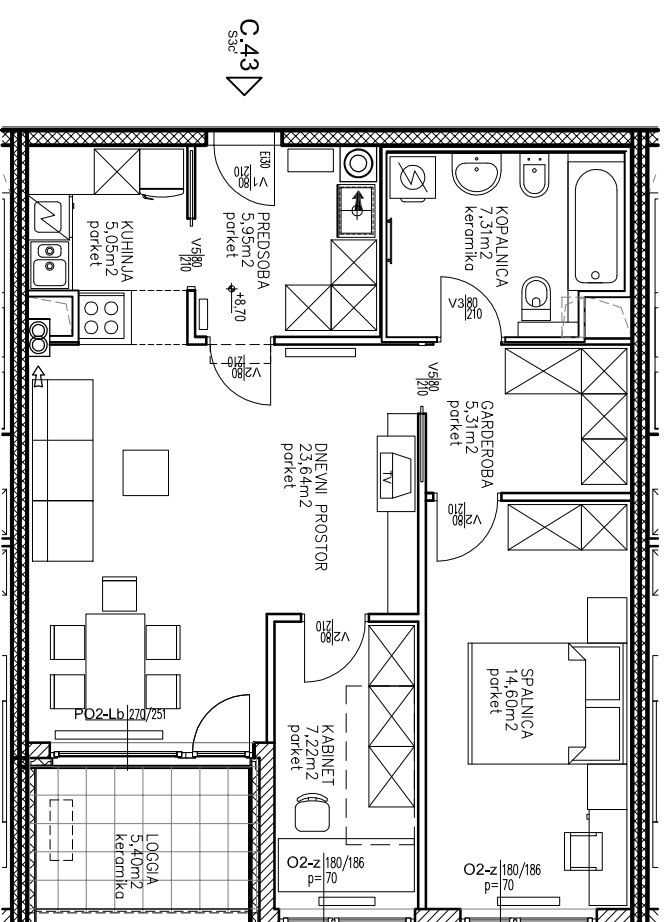 C.43
S3c'
EI30
V1 80
210
PREDSOBA
5,95m2
parket
+8.70
KUHINJA
5,05m2
parket
V5 80
210
KOPALNICA
7,31m2
keramika
V3 80
210
V2 80
210
V5 80
210
GARDEROBA
5,31m2
parket
DNEVNI PROSTOR
23,64m2
parket
TV
V2 80
210
V2 80
210
SPALNICA
14,60m2
parket
PO2-Lb 270/251
KABINET
7,22m2
parket
LOGGIA
5,40m2
keramika
O2-z 180/186
p= 70
O2-z 180/186
p= 70